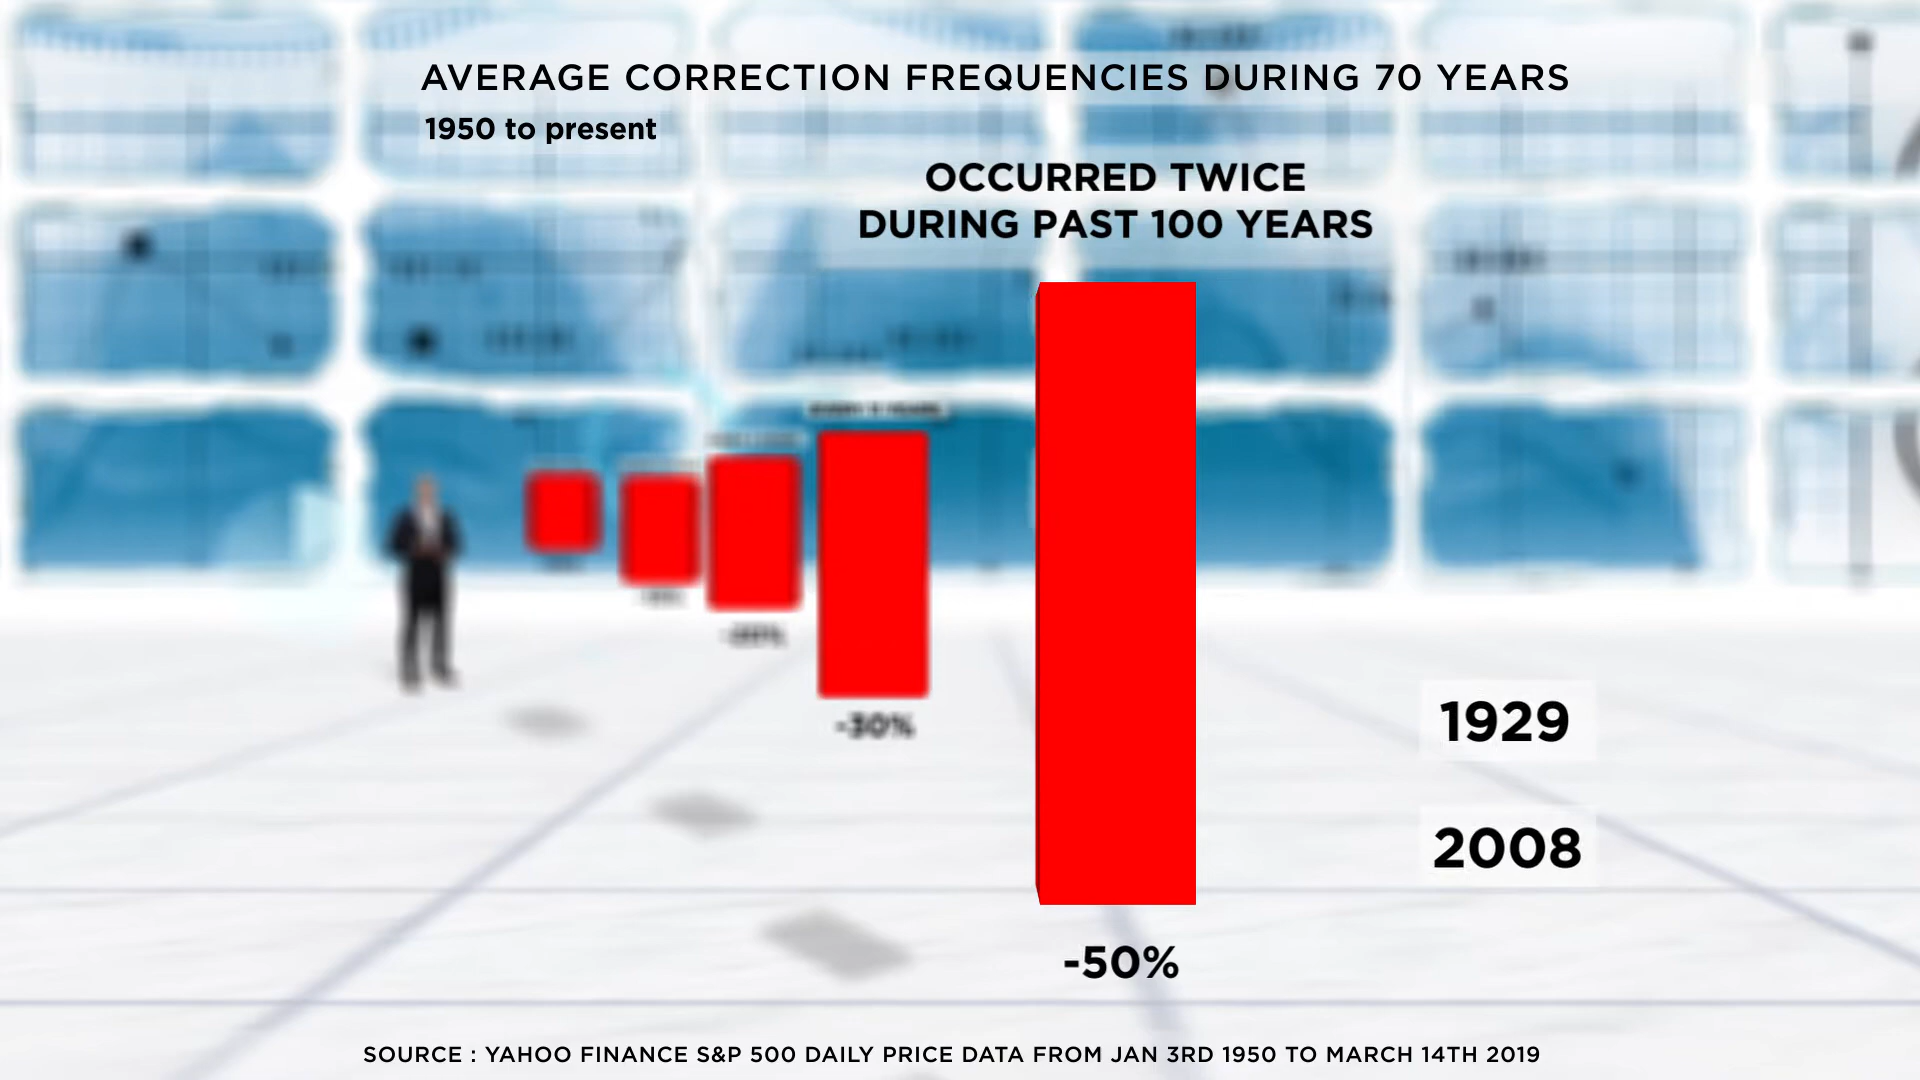 AVERAGE CORRECTION FREQUENCIES DURING 70 YEARS
1950 to present
OCCURRED TWICE
DURING PAST 100 YEARS
-20%
-30%
1929
2008
-50%
SOURCE : YAHOO FINANCE S&P 500 DAILY PRICE DATA FROM JAN 3RD 1950 TO MARCH 14TH 2019